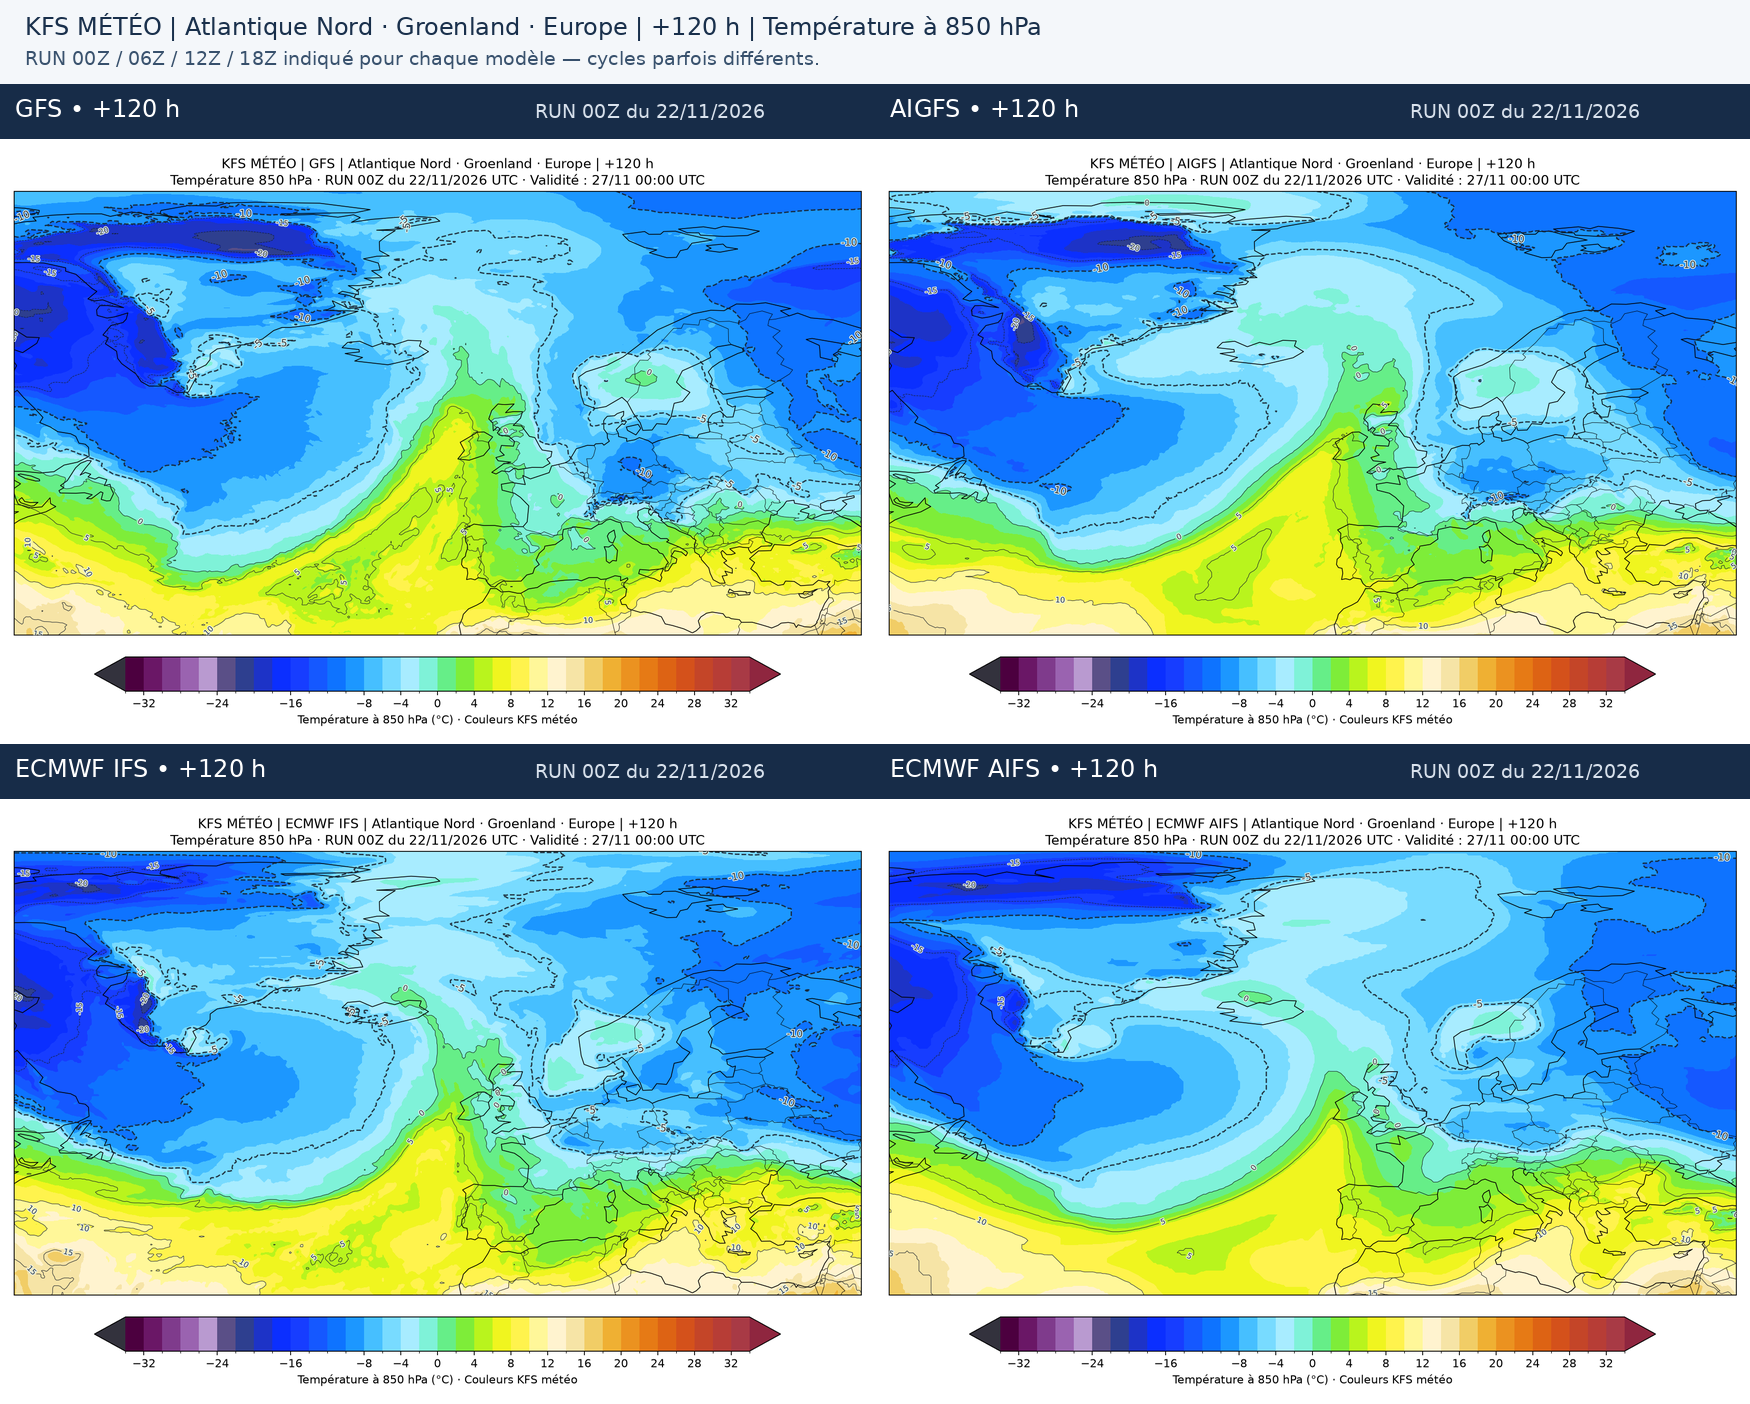 KFS MÉTÉO | Atlantique Nord · Groenland · Europe | +120 h | Température à 850 hPa
RUN 00Z / 06Z / 12Z / 18Z indiqué pour chaque modèle — cycles parfois différents.
GFS • +120 h
RUN 00Z du 22/11/2026
KFS MÉTÉO | GFS | Atlantique Nord · Groenland · Europe | +120 h
Température 850 hPa · RUN 00Z du 22/11/2026 UTC · Validité : 27/11 00:00 UTC
−32 −24 −16 −8 −4 0 4 8 12 16 20 24 28 32
Température à 850 hPa (°C) · Couleurs KFS météo
AIGFS • +120 h
RUN 00Z du 22/11/2026
KFS MÉTÉO | AIGFS | Atlantique Nord · Groenland · Europe | +120 h
Température 850 hPa · RUN 00Z du 22/11/2026 UTC · Validité : 27/11 00:00 UTC
−32 −24 −16 −8 −4 0 4 8 12 16 20 24 28 32
Température à 850 hPa (°C) · Couleurs KFS météo
ECMWF IFS • +120 h
RUN 00Z du 22/11/2026
KFS MÉTÉO | ECMWF IFS | Atlantique Nord · Groenland · Europe | +120 h
Température 850 hPa · RUN 00Z du 22/11/2026 UTC · Validité : 27/11 00:00 UTC
−32 −24 −16 −8 −4 0 4 8 12 16 20 24 28 32
Température à 850 hPa (°C) · Couleurs KFS météo
ECMWF AIFS • +120 h
RUN 00Z du 22/11/2026
KFS MÉTÉO | ECMWF AIFS | Atlantique Nord · Groenland · Europe | +120 h
Température 850 hPa · RUN 00Z du 22/11/2026 UTC · Validité : 27/11 00:00 UTC
−32 −24 −16 −8 −4 0 4 8 12 16 20 24 28 32
Température à 850 hPa (°C) · Couleurs KFS météo